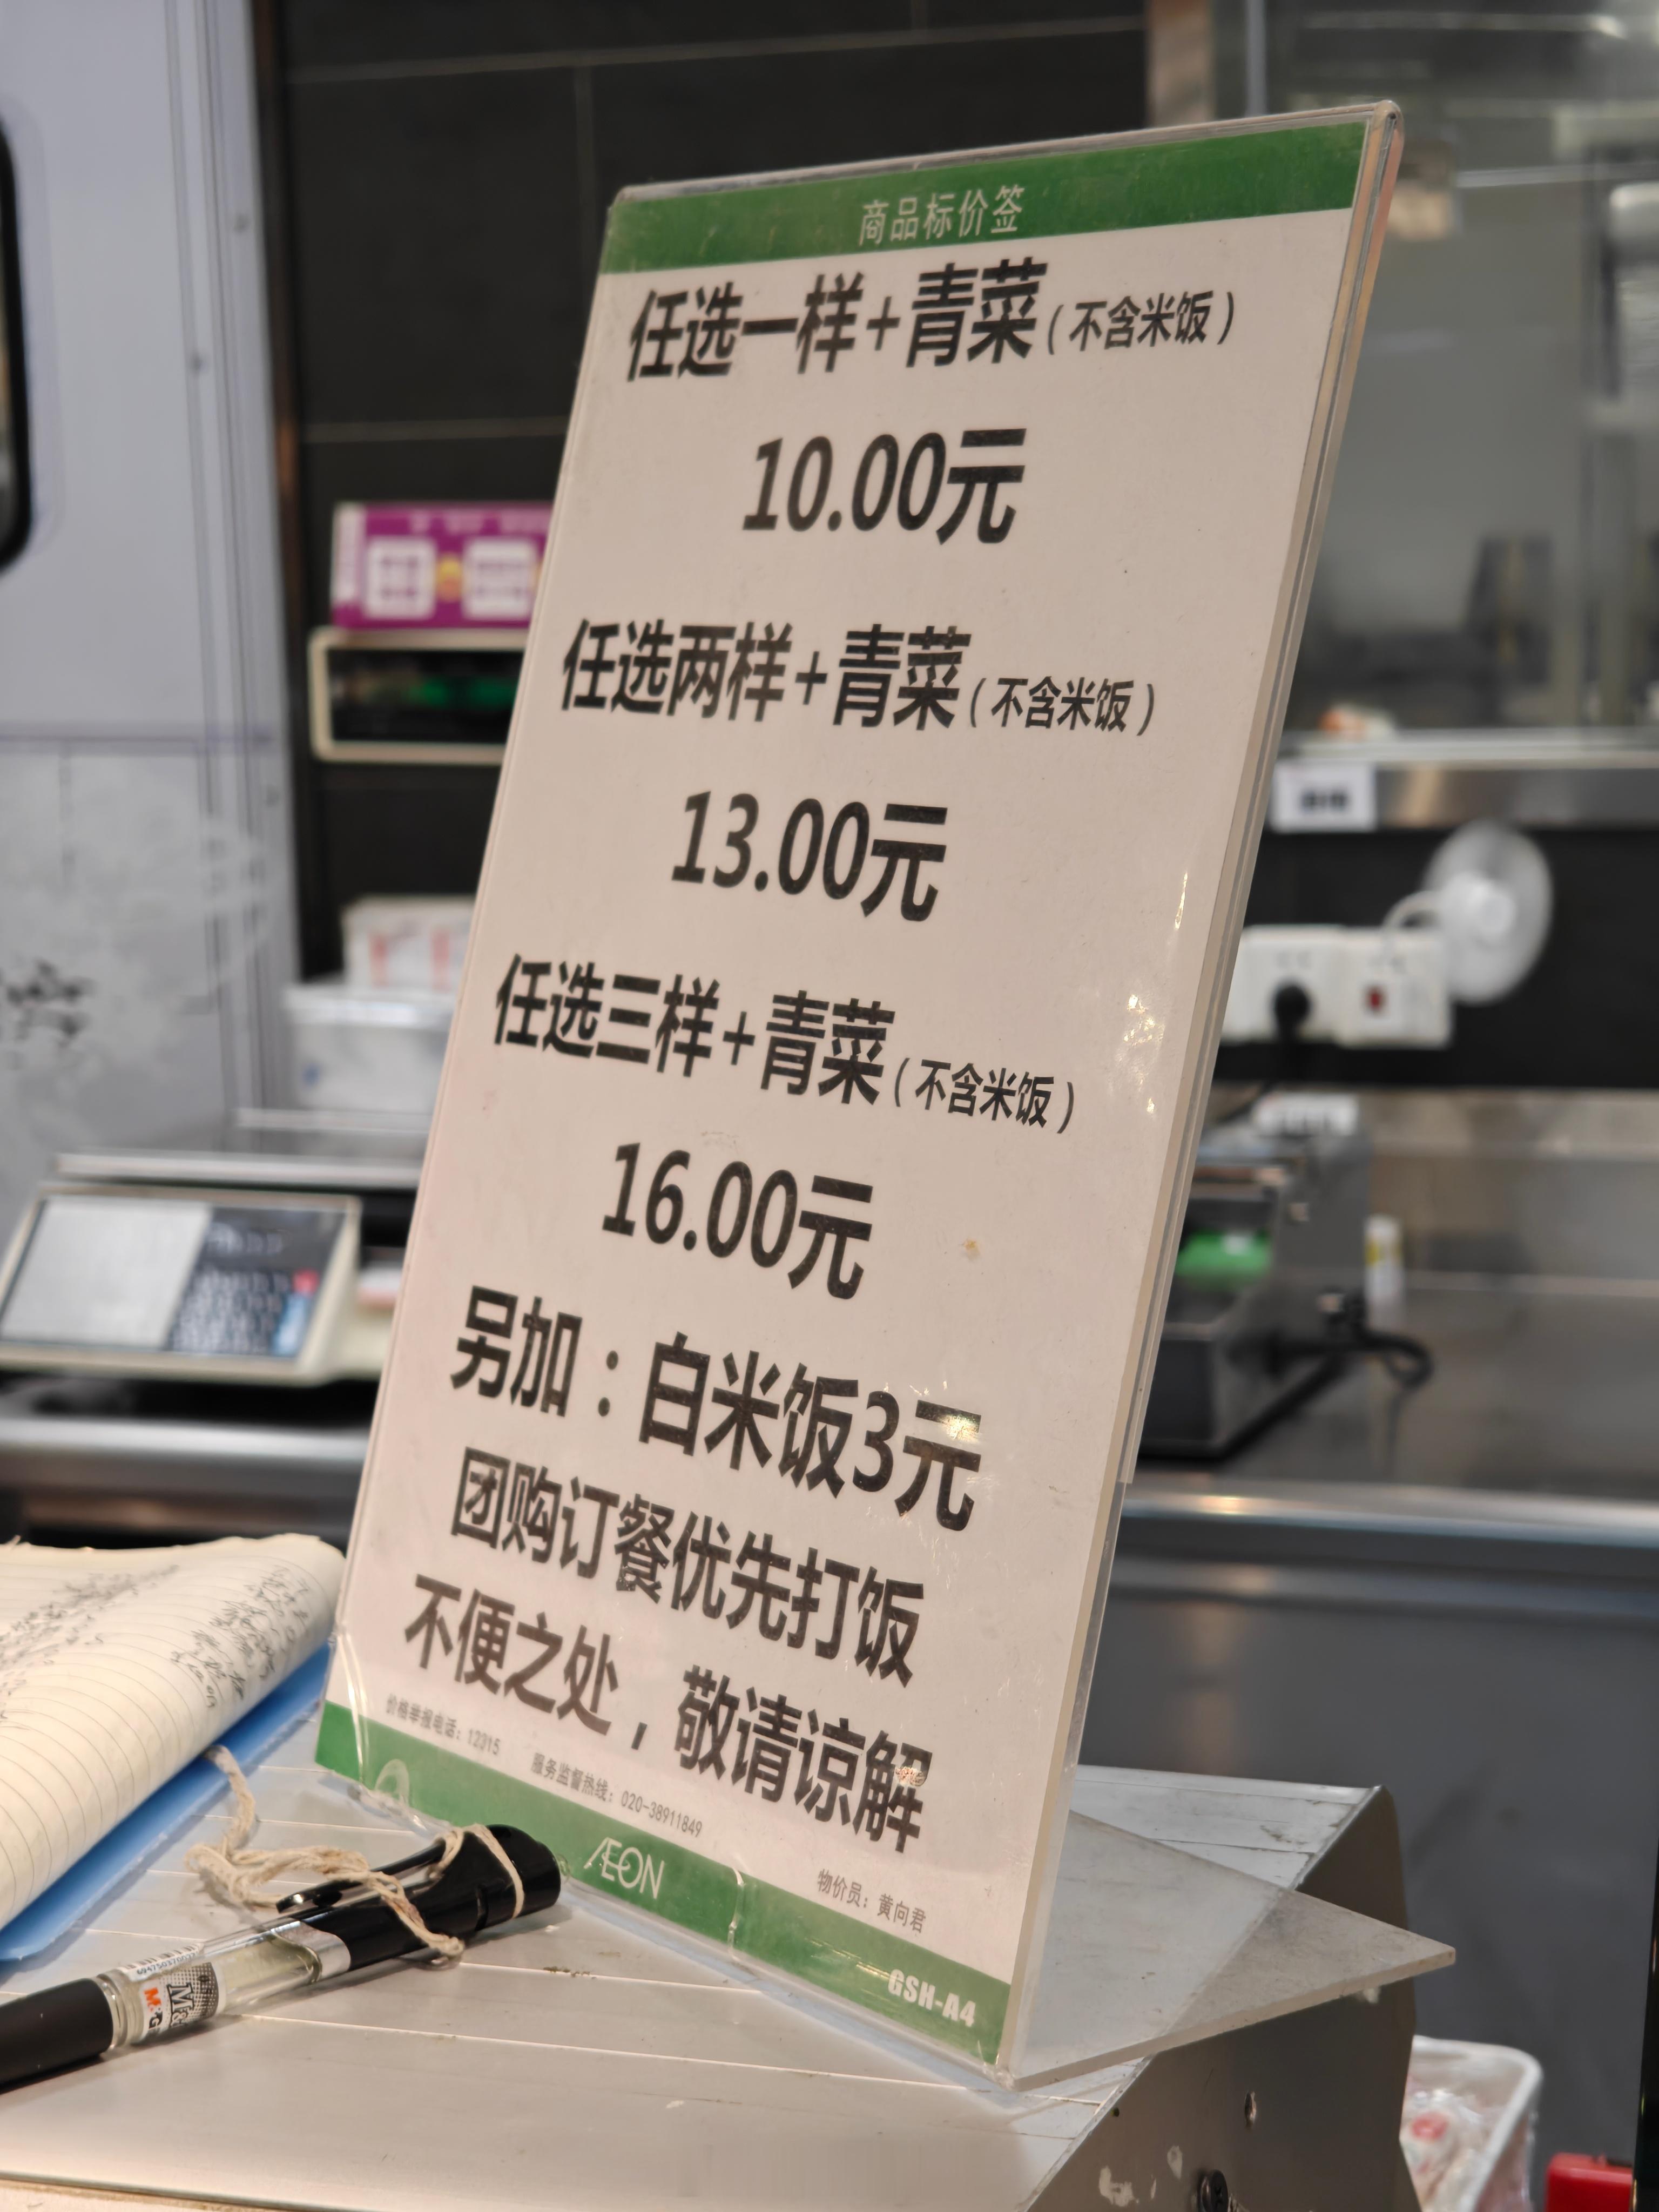 商品标价签
任选一样+青菜(不含米饭)
10.00元
任选两样+青菜(不含米饭)
13.00元
任选三样+青菜(不含米饭)
16.00元
另加：白米饭3元
团购订餐优先打饭
不便之处，敬请谅解
价格举报电话：12315 服务监督热线：020-38911849 物价员：黄向君
ÆON
GSH-A4
M&G